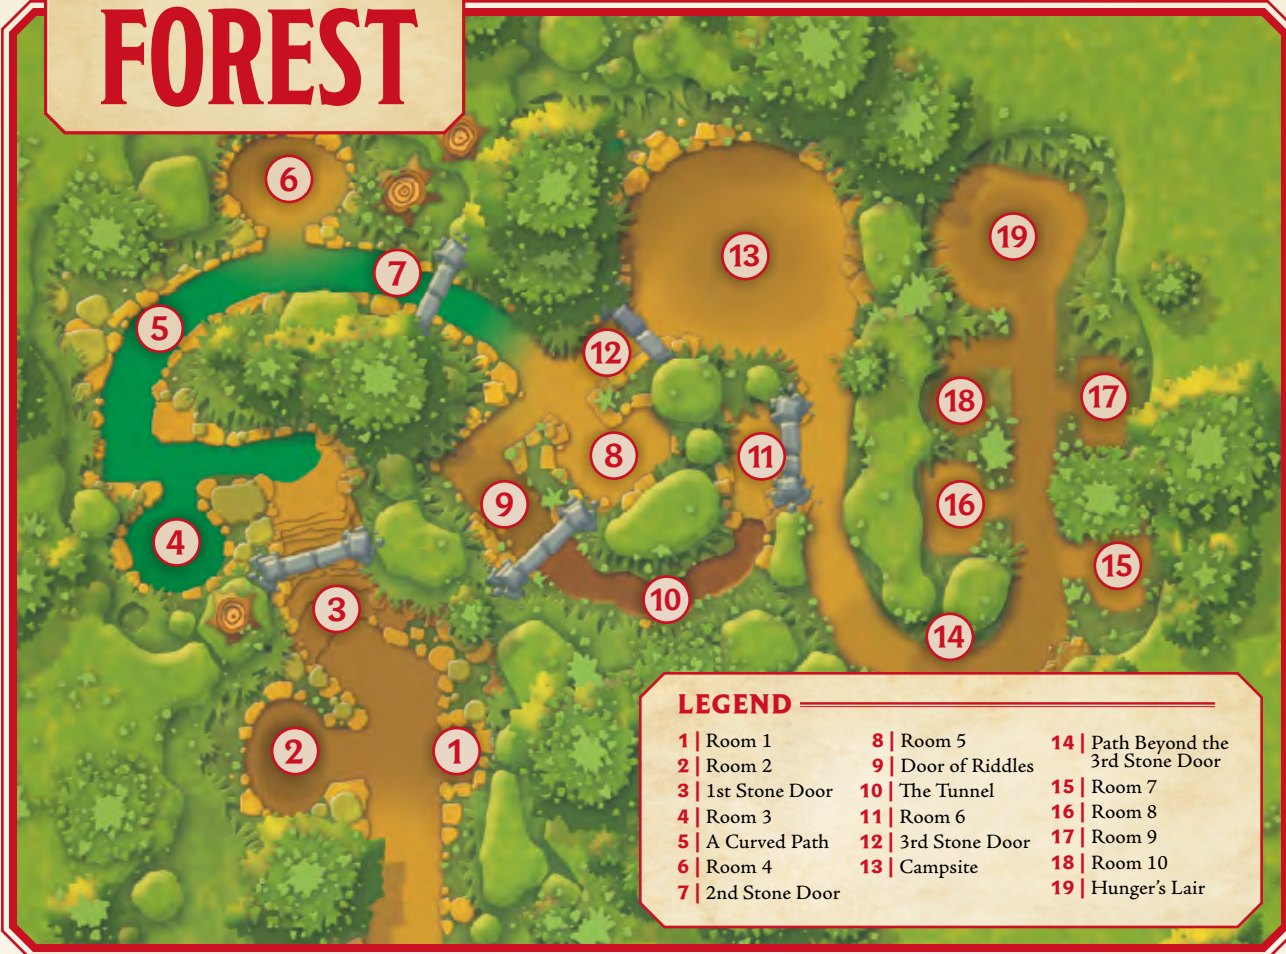 FOREST
6
7
5
4
3
2
1
8
9
10
11
12
13
14
15
16
17
18
19
LEGEND
1 | Room 1
2 | Room 2
3 | 1st Stone Door
4 | Room 3
5 | A Curved Path
6 | Room 4
7 | 2nd Stone Door
8 | Room 5
9 | Door of Riddles
10 | The Tunnel
11 | Room 6
12 | 3rd Stone Door
13 | Campsite
14 | Path Beyond the
3rd Stone Door
15 | Room 7
16 | Room 8
17 | Room 9
18 | Room 10
19 | Hunger's Lair